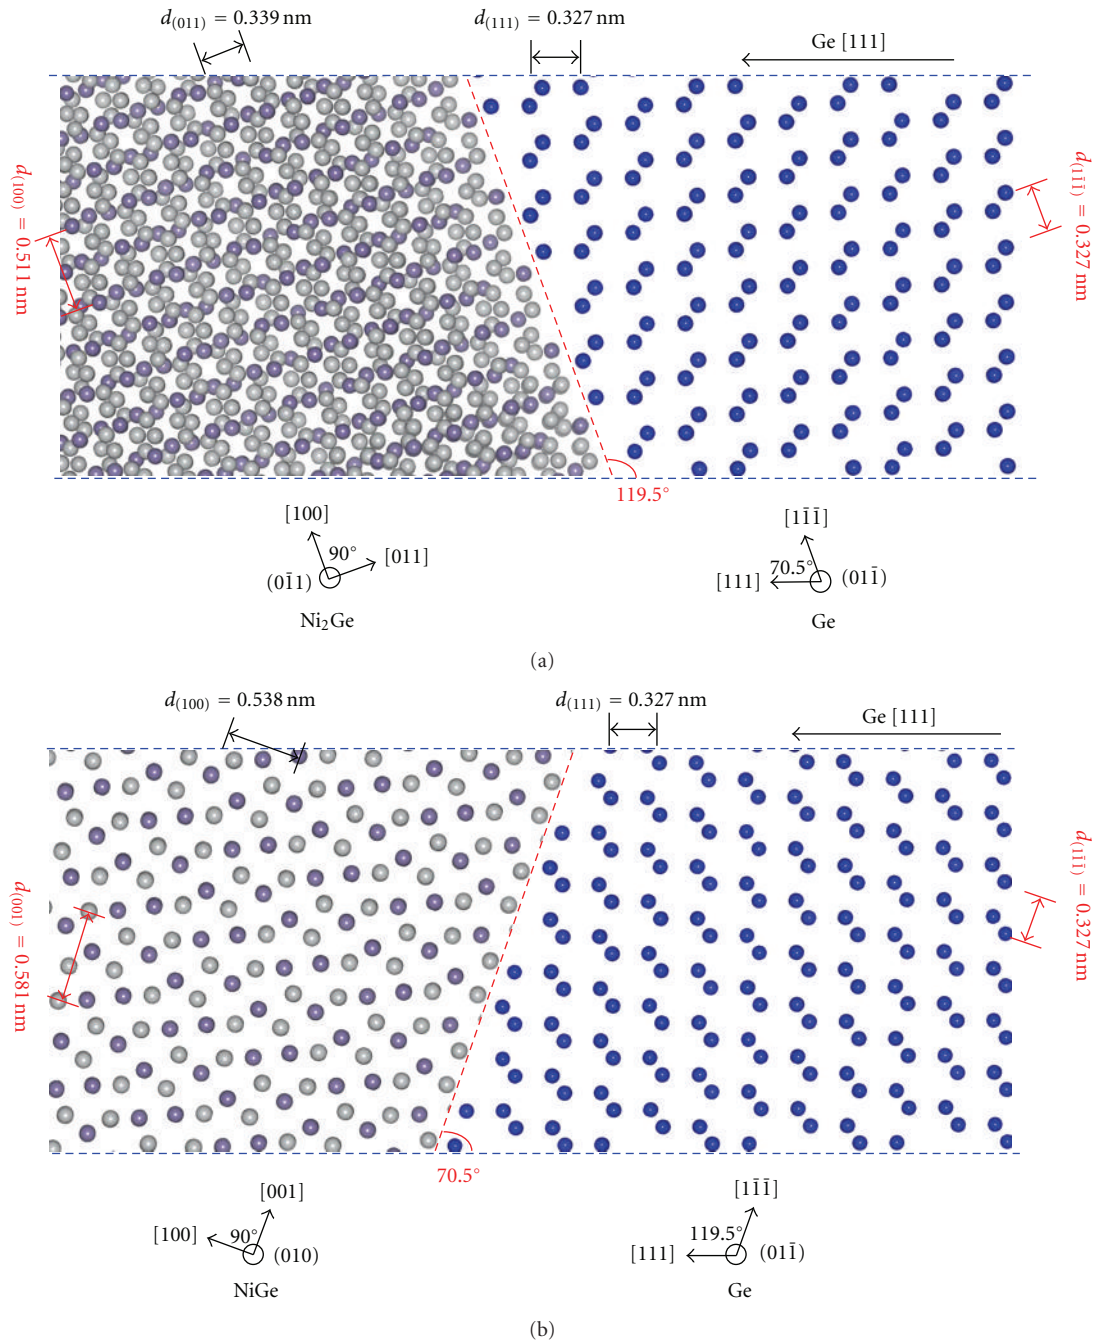 d(011) = 0.339 nm
d(111) = 0.327 nm
Ge [111]
d(100) = 0.511 nm
d(11̄1̄) = 0.327 nm
119.5°
[100]
90°
[011]
(01̄1)
Ni₂Ge
[11̄1̄]
70.5°
[111]
(011̄)
Ge
(a)
d(100) = 0.538 nm
d(111) = 0.327 nm
Ge [111]
d(001) = 0.581 nm
d(11̄1̄) = 0.327 nm
70.5°
[001]
[100]
90°
(010)
NiGe
[11̄1̄]
119.5°
[111]
(011̄)
Ge
(b)